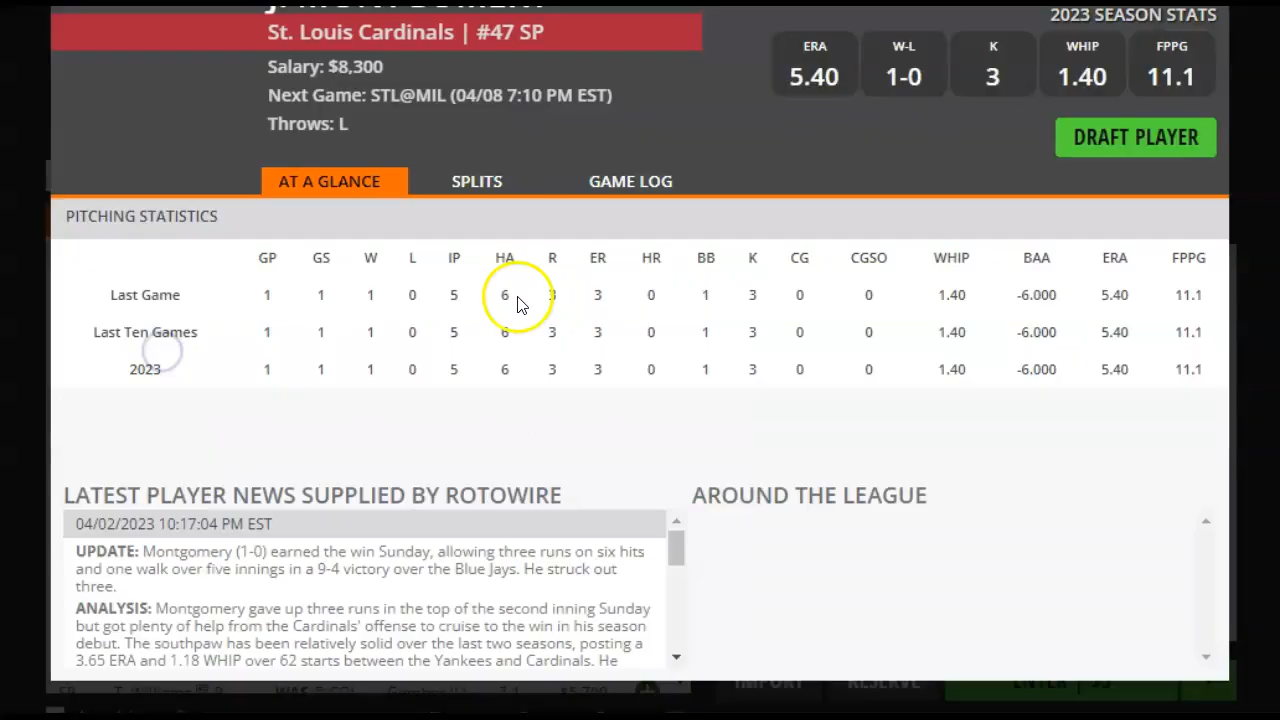 St. Louis Cardinals | #47 SP
2023 SEASON STATS
Salary: $8,300
Next Game: STL@MIL (04/08 7:10 PM EST)
Throws: L
ERA W-L K WHIP FPPG
5.40 1-0 3 1.40 11.1
DRAFT PLAYER
AT A GLANCE SPLITS GAME LOG
PITCHING STATISTICS
GP GS W L IP HA R ER HR BB K CG CGSO WHIP BAA ERA FPPG
Last Game 1 1 1 0 5 6 3 3 0 1 3 0 0 1.40 -6.000 5.40 11.1
Last Ten Games 1 1 1 0 5 6 3 3 0 1 3 0 0 1.40 -6.000 5.40 11.1
2023 1 1 1 0 5 6 3 3 0 1 3 0 0 1.40 -6.000 5.40 11.1
LATEST PLAYER NEWS SUPPLIED BY ROTOWIRE
04/02/2023 10:17:04 PM EST
UPDATE: Montgomery (1-0) earned the win Sunday, allowing three runs on six hits
and one walk over five innings in a 9-4 victory over the Blue Jays. He struck out
three.
ANALYSIS: Montgomery gave up three runs in the top of the second inning Sunday
but got plenty of help from the Cardinals' offense to cruise to the win in his season
debut. The southpaw has been relatively solid over the last two seasons, posting a
3.65 ERA and 1.18 WHIP over 62 starts between the Yankees and Cardinals. He
AROUND THE LEAGUE
IMPORT RESERVE